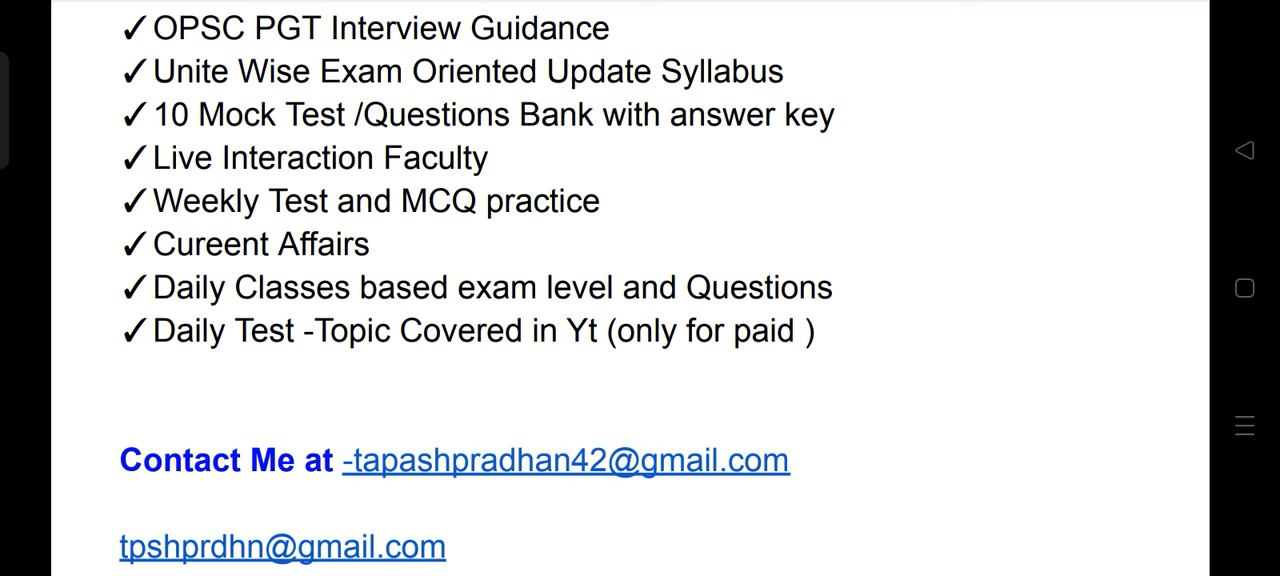 ✓OPSC PGT Interview Guidance
✓Unite Wise Exam Oriented Update Syllabus
✓10 Mock Test /Questions Bank with answer key
✓Live Interaction Faculty
✓Weekly Test and MCQ practice
✓Cureent Affairs
✓Daily Classes based exam level and Questions
✓Daily Test -Topic Covered in Yt (only for paid )
Contact Me at -tapashpradhan42@gmail.com
tpshprdhn@gmail.com